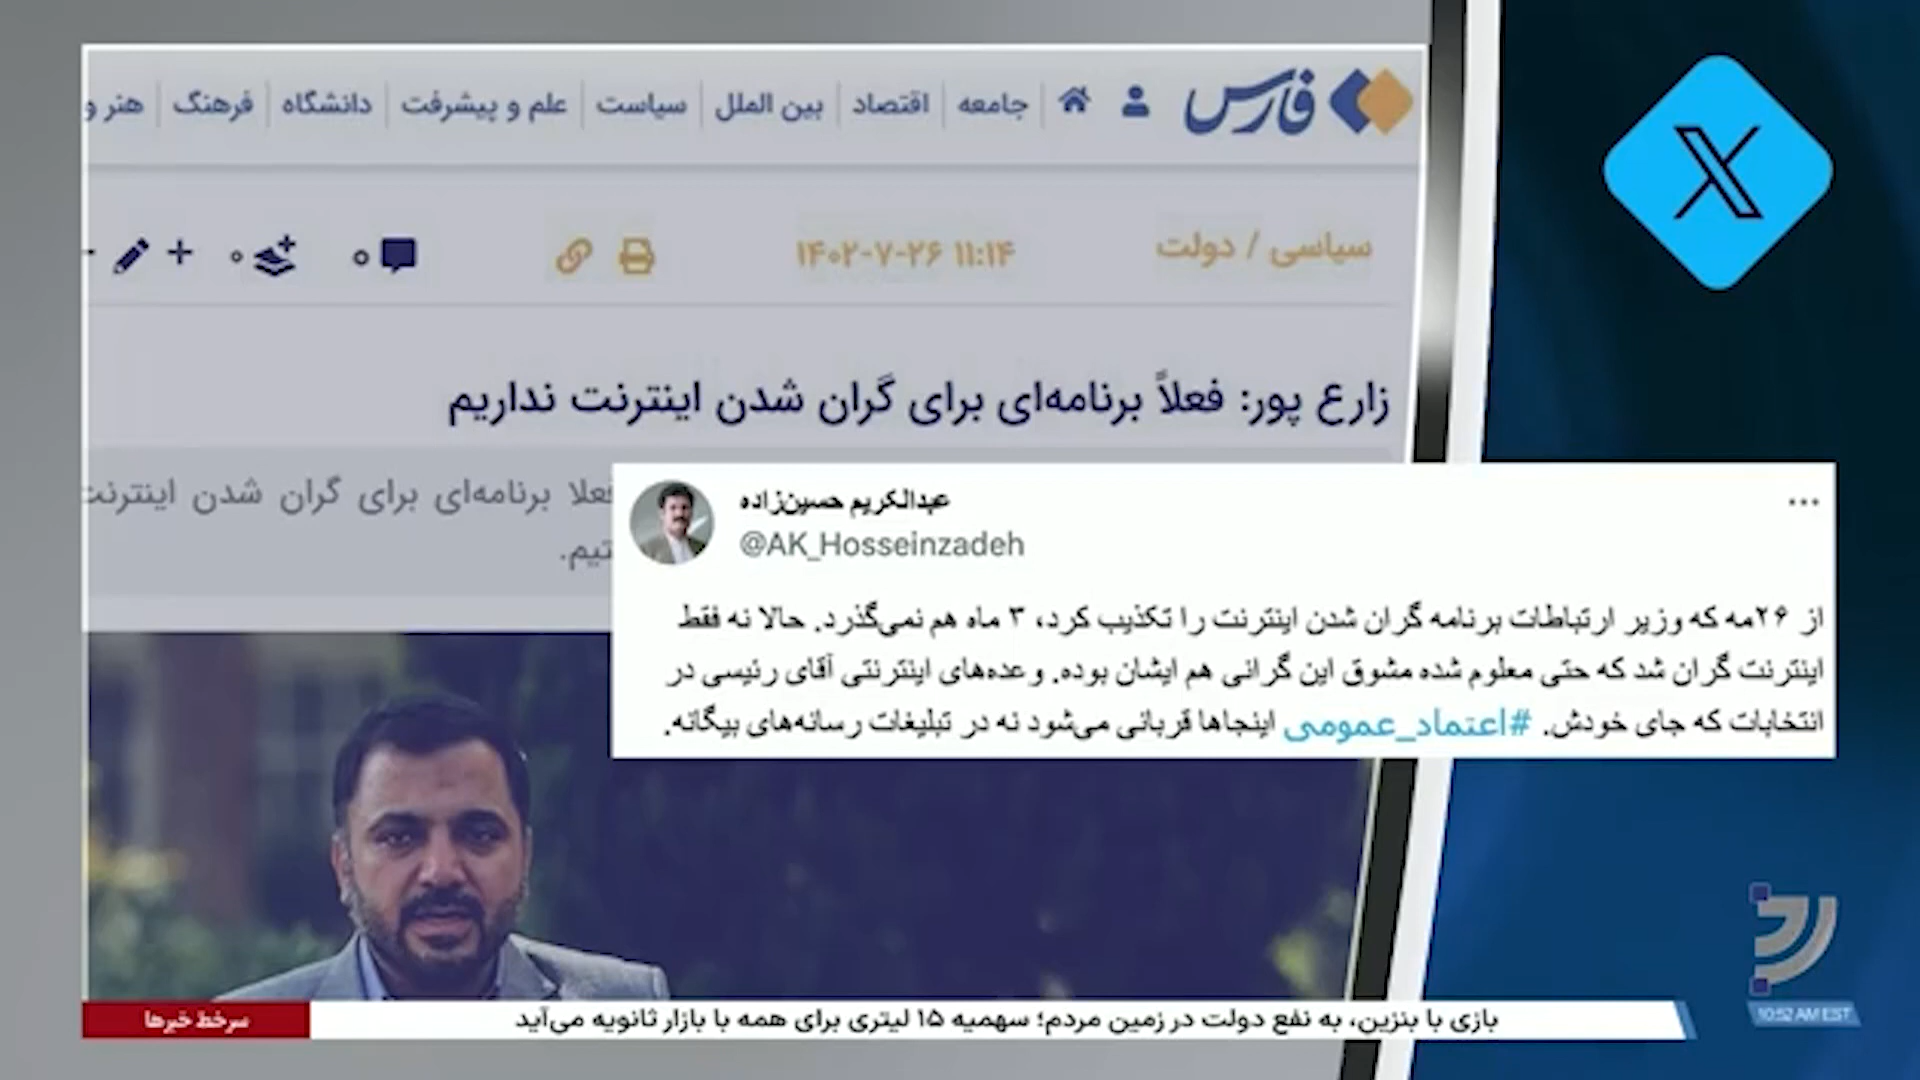 فارس
جامعه | اقتصاد | بین الملل | سیاست | علم و پیشرفت | دانشگاه | فرهنگ | هنر و
سیاسی / دولت
۱۴۰۲-۷-۲۶ ۱۱:۱۴
۰
۰
زارع پور: فعلاً برنامه‌ای برای گران شدن اینترنت نداریم
فعلا برنامه‌ای برای گران شدن اینترنت
X
عبدالکریم حسین‌زاده
@AK_Hosseinzadeh
از ۲۶مه که وزیر ارتباطات برنامه گران شدن اینترنت را تکذیب کرد، ۳ ماه هم نمی‌گذرد. حالا نه فقط
اینترنت گران شد که حتی معلوم شده مشوق این گرانی هم ایشان بوده. وعده‌های اینترنتی آقای رئیسی در
انتخابات که جای خودش. #اعتماد_عمومی اینجاها قربانی می‌شود نه در تبلیغات رسانه‌های بیگانه.
سرخط خبرها
بازی با بنزین، به نفع دولت در زمین مردم؛ سهمیه ۱۵ لیتری برای همه با بازار ثانویه می‌آید
10:52 AM EST